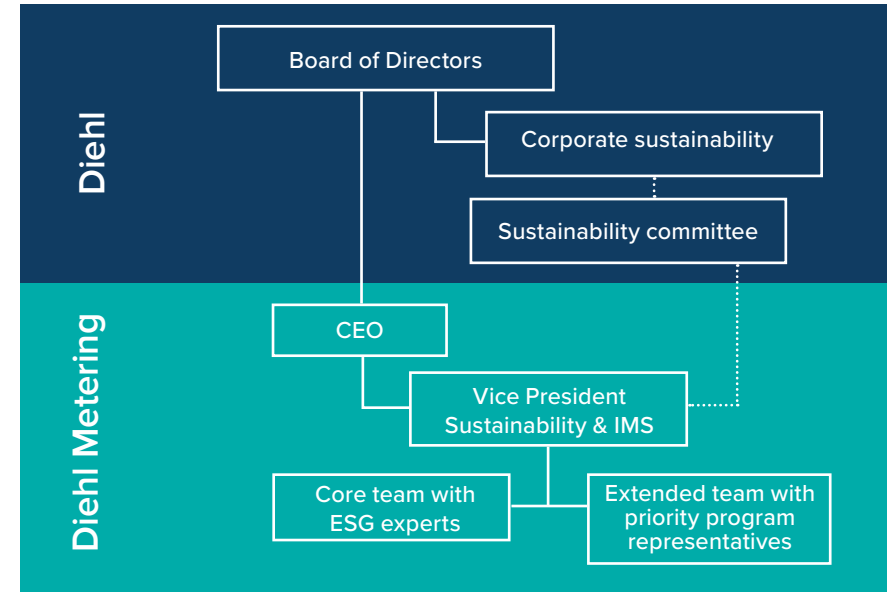 Diehl
Board of Directors
Corporate sustainability
Sustainability committee
Diehl Metering
CEO
Vice President
Sustainability & IMS
Core team with
ESG experts
Extended team with
priority program
representatives